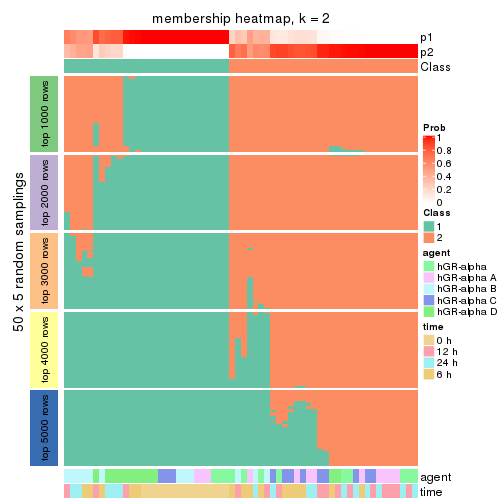 membership heatmap, k = 2
p1
p2
Class
50 x 5 random samplings
top 1000 rows
top 2000 rows
top 3000 rows
top 4000 rows
top 5000 rows
agent
time
Prob
1
0.8
0.6
0.4
0.2
0
Class
1
2
agent
hGR-alpha
hGR-alpha A
hGR-alpha B
hGR-alpha C
hGR-alpha D
time
0 h
12 h
24 h
6 h